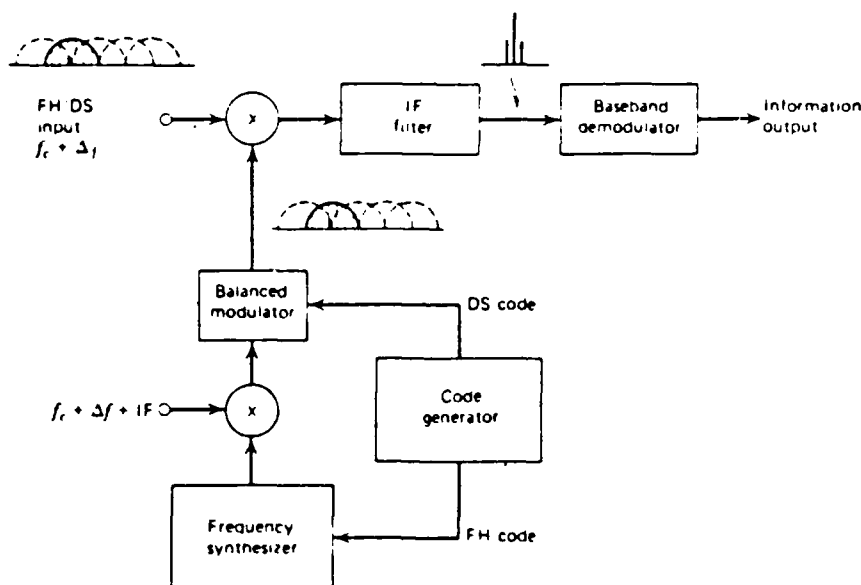 FH/DS
input
f_c + Δ_f
x
IF
filter
Baseband
demodulator
Information
output
Balanced
modulator
DS code
f_c + Δf + IF
x
Code
generator
Frequency
synthesizer
FH code